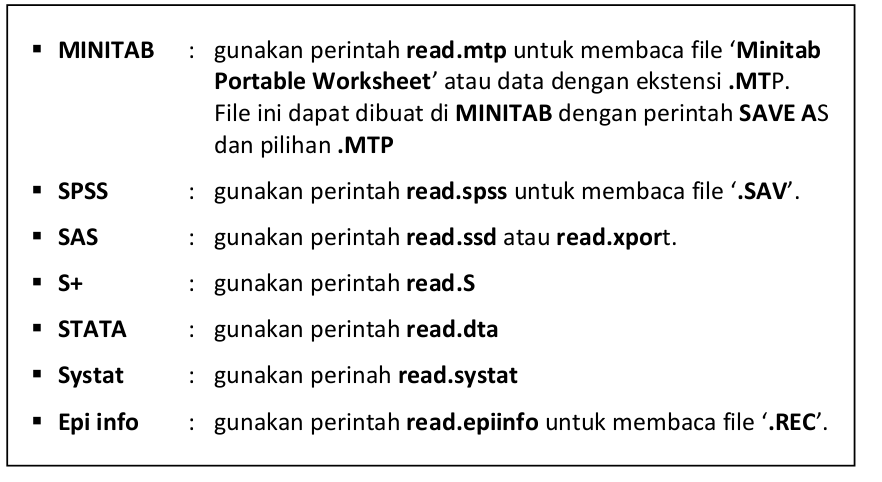 ▪ MINITAB : gunakan perintah read.mtp untuk membaca file ‘Minitab
Portable Worksheet’ atau data dengan ekstensi .MTP.
File ini dapat dibuat di MINITAB dengan perintah SAVE AS
dan pilihan .MTP
▪ SPSS : gunakan perintah read.spss untuk membaca file ‘.SAV’.
▪ SAS : gunakan perintah read.ssd atau read.xport.
▪ S+ : gunakan perintah read.S
▪ STATA : gunakan perintah read.dta
▪ Systat : gunakan perinah read.systat
▪ Epi info : gunakan perintah read.epiinfo untuk membaca file ‘.REC’.